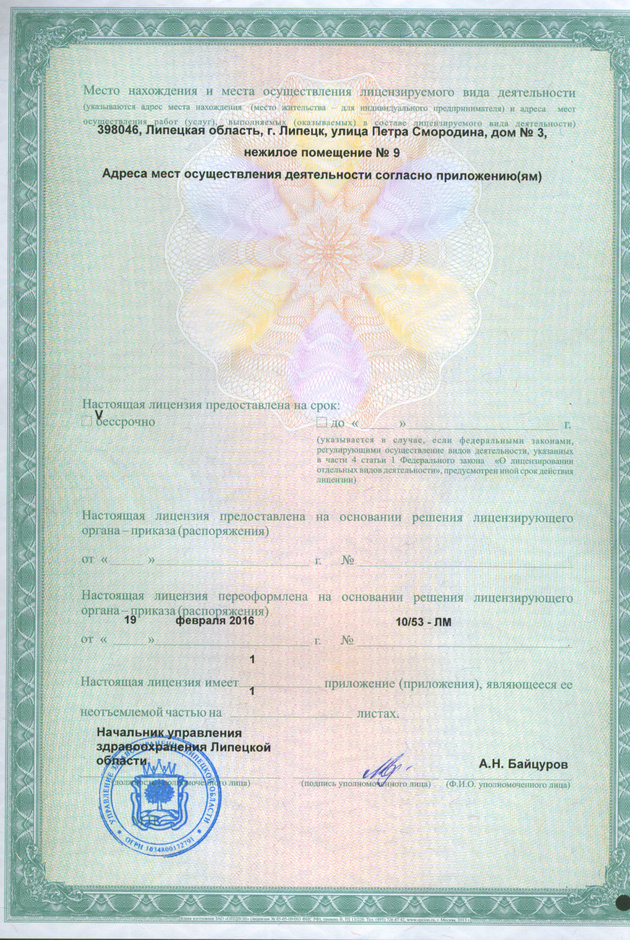 Место нахождения и места осуществления лицензируемого вида деятельности
(указываются адрес места нахождения (место жительства – для индивидуального предпринимателя) и адреса мест
осуществления работ (услуг), выполняемых (оказываемых) в составе лицензируемого вида деятельности)
398046, Липецкая область, г. Липецк, улица Петра Смородина, дом № 3,
нежилое помещение № 9
Адреса мест осуществления деятельности согласно приложению(ям)
Настоящая лицензия предоставлена на срок:
V
бессрочно
до « » г.
(указывается в случае, если федеральными законами,
регулирующими осуществление видов деятельности, указанных
в части 4 статьи 1 Федерального закона «О лицензировании
отдельных видов деятельности», предусмотрен иной срок действия
лицензии)
Настоящая лицензия предоставлена на основании решения лицензирующего
органа – приказа (распоряжения)
от « » г. №
Настоящая лицензия переоформлена на основании решения лицензирующего
органа – приказа (распоряжения)
19 февраля 2016 10/53 - ЛМ
от « » г. №
1
Настоящая лицензия имеет приложение (приложения), являющееся ее
1
неотъемлемой частью на листах.
Начальник управления
здравоохранения Липецкой
области
А.Н. Байцуров
(должность уполномоченного лица) (подпись уполномоченного лица) (Ф.И.О. уполномоченного лица)
УПРАВЛЕНИЕ ЗДРАВООХРАНЕНИЯ ЛИПЕЦКОЙ ОБЛАСТИ
ОГРН